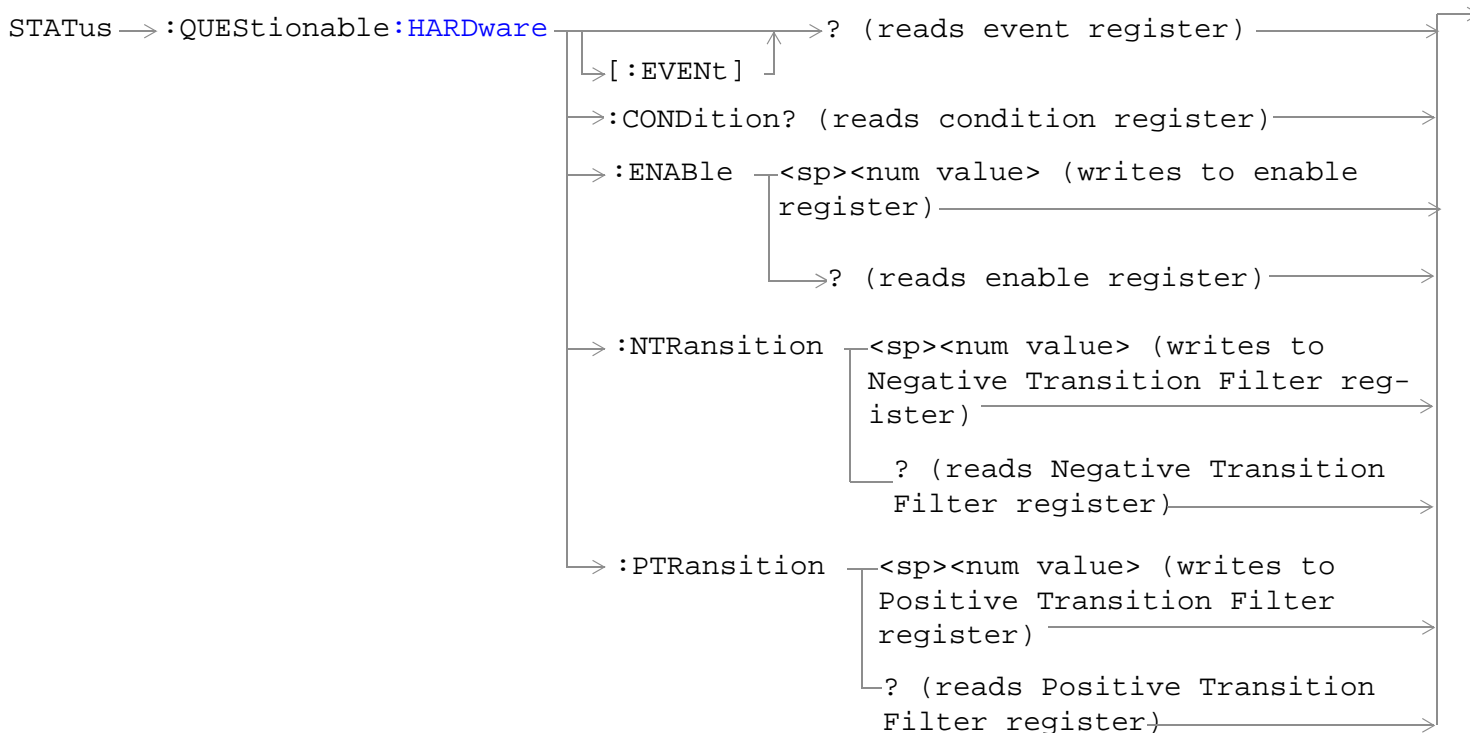 STATus :QUEStionable:HARDware ? (reads event register)
[:EVENt]
:CONDition? (reads condition register)
:ENABle <sp><num value> (writes to enable
register)
? (reads enable register)
:NTRansition <sp><num value> (writes to
Negative Transition Filter reg-
ister)
? (reads Negative Transition
Filter register)
:PTRansition <sp><num value> (writes to
Positive Transition Filter
register)
? (reads Positive Transition
Filter register)